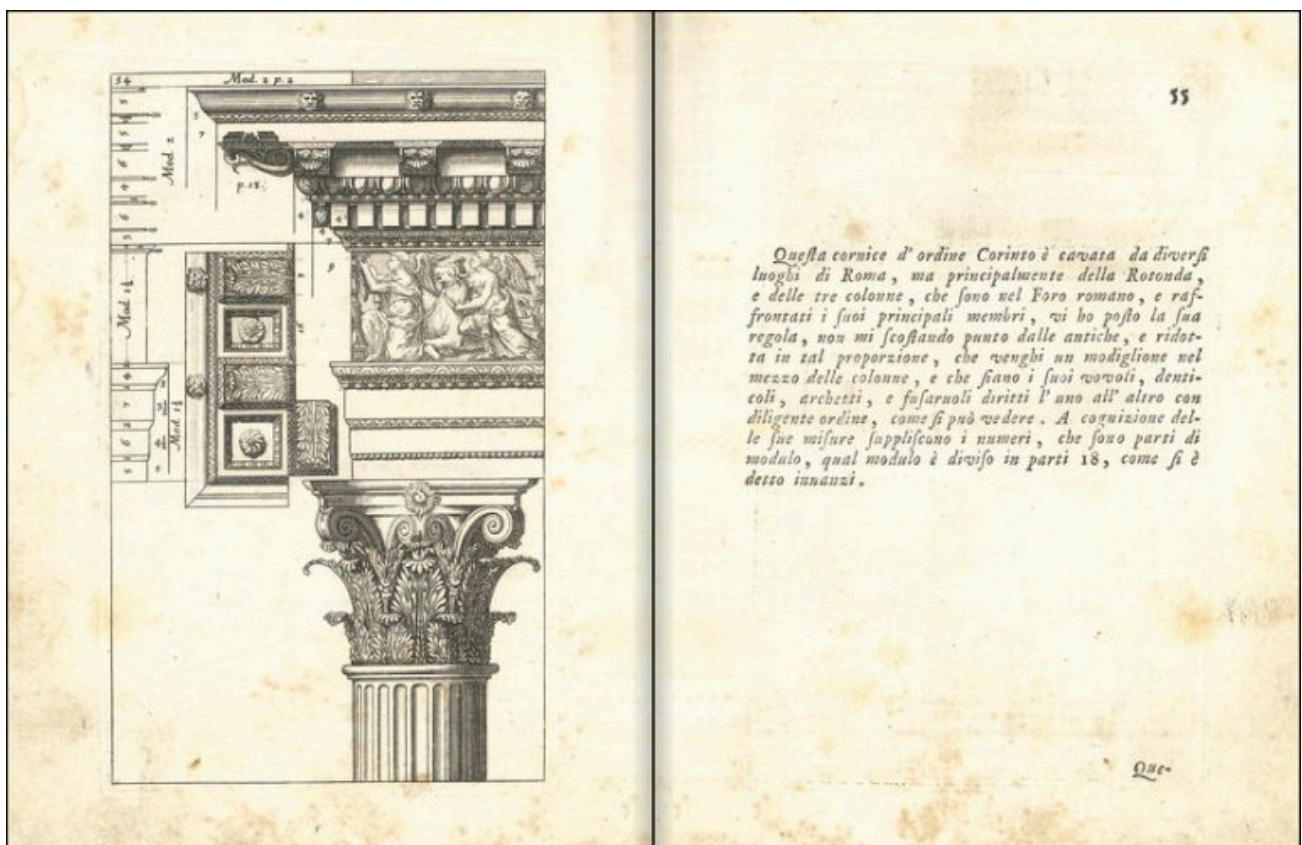 54
Mod. 2 p. 2
Mod. 2
p. 18.
Mod. 1½
Mod. 1½
55
Queſta cornice d' ordine Corinto è cavata da diverſi
luoghi di Roma, ma principalmente della Rotonda,
e delle tre colonne, che ſono nel Foro romano, e raf-
frontati i ſuoi principali membri, vi ho poſto la ſua
regola, non mi ſcoſtando punto dalle antiche, e ridot-
ta in tal proporzione, che venghi un modiglione nel
mezzo delle colonne, e che ſiano i ſuoi vovoli, denti-
coli, archetti, e fuſaruoli diritti l' uno all' altro con
diligente ordine, come ſi può vedere. A cognizione del-
le ſue miſure ſuppliſcono i numeri, che ſono parti di
modulo, qual modulo è diviſo in parti 18, come ſi è
detto innanzi.
Que-